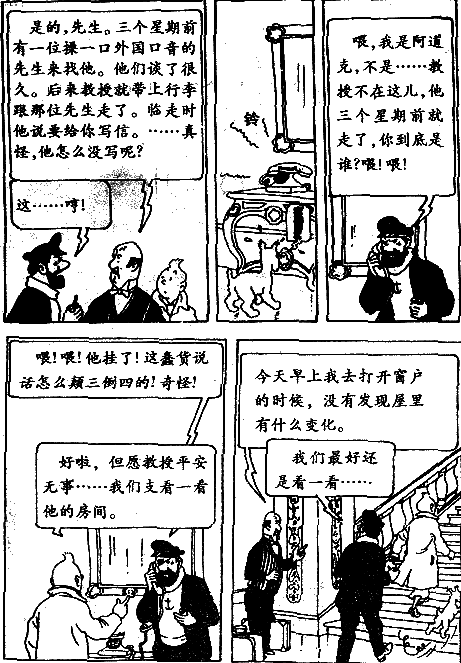 是的,先生。三个星期前
有一位操一口外国口音的
先生来找他。他们谈了很
久。后来教授就带上行李
跟那位先生走了。临走时
他说要给你写信。……真
怪,他怎么没写呢?
这……哼!
铃
喂,我是阿道
克,不是……教
授不在这儿,他
三个星期前就
走了,你到底是
谁?喂!喂!
喂!喂!他挂了!这蠢货说
话怎么颠三倒四的!奇怪!
好啦,但愿教授平安
无事……我们支看一看
他的房间。
今天早上我去打开窗户
的时候,没有发现屋里
有什么变化。
我们最好还
是看一看……